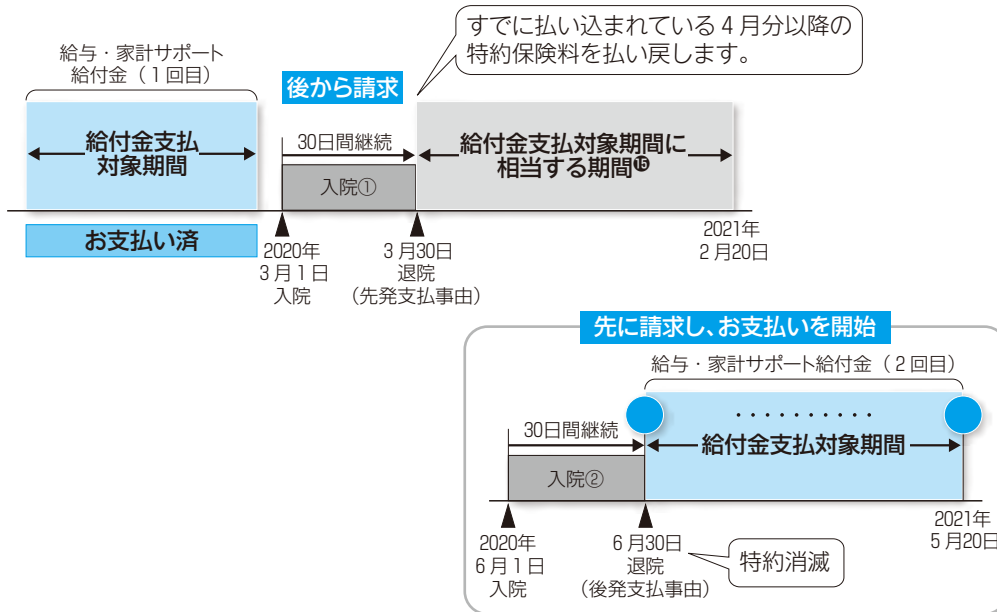 すでに払い込まれている4月分以降の
特約保険料を払い戻します。
給与・家計サポート
給付金（1回目）
後から請求
給付金支払
対象期間
30日間継続
給付金支払対象期間に
相当する期間⓯
入院①
お支払い済
2020年
3月1日
入院
3月30日
退院
（先発支払事由）
2021年
2月20日
先に請求し、お支払いを開始
給与・家計サポート給付金（2回目）
‥‥‥‥‥
30日間継続
給付金支払対象期間
入院②
2020年
6月1日
入院
6月30日
退院
（後発支払事由）
特約消滅
2021年
5月20日